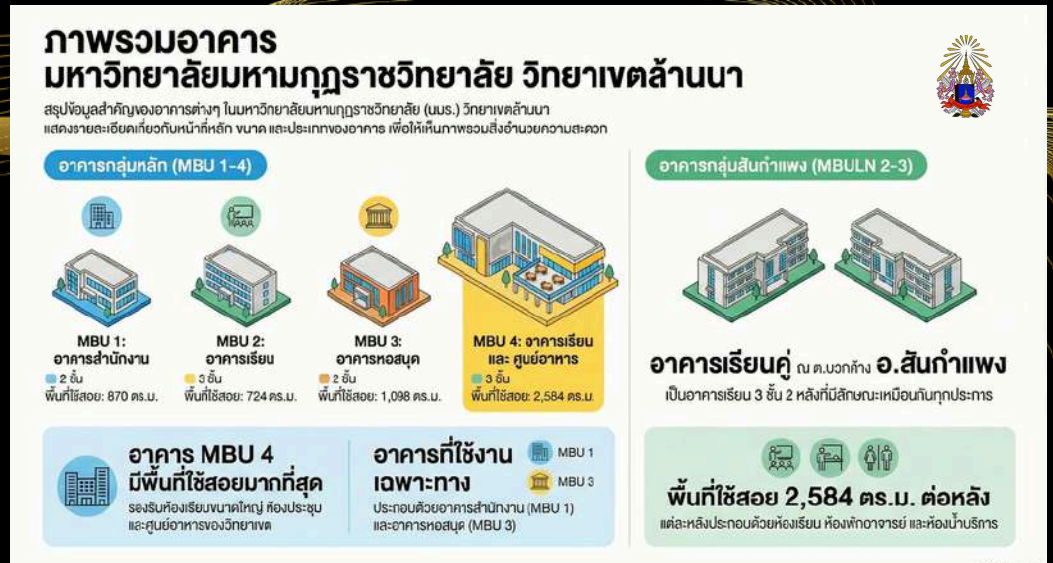 ภาพรวมอาคาร
มหาวิทยาลัยมหามกุฏราชวิทยาลัย วิทยาเขตล้านนา
สรุปข้อมูลสำคัญของอาคารต่างๆ ในมหาวิทยาลัยมหามกุฏราชวิทยาลัย (มมร.) วิทยาเขตล้านนา
แสดงรายละเอียดเกี่ยวกับหน้าที่หลัก ขนาด และประเภทของอาคาร เพื่อให้เห็นภาพรวมสิ่งอำนวยความสะดวก
อาคารกลุ่มหลัก (MBU 1-4)
MBU 1:
อาคารสำนักงาน
2 ชั้น
พื้นที่ใช้สอย: 870 ตร.ม.
MBU 2:
อาคารเรียน
3 ชั้น
พื้นที่ใช้สอย: 724 ตร.ม.
MBU 3:
อาคารหอสมุด
2 ชั้น
พื้นที่ใช้สอย: 1,098 ตร.ม.
MBU 4: อาคารเรียน
และ ศูนย์อาหาร
3 ชั้น
พื้นที่ใช้สอย: 2,584 ตร.ม.
อาคาร MBU 4
มีพื้นที่ใช้สอยมากที่สุด
รองรับห้องเรียนขนาดใหญ่ ห้องประชุม
และศูนย์อาหารของวิทยาเขต
อาคารที่ใช้งาน
เฉพาะทาง
MBU 1
MBU 3
ประกอบด้วยอาคารสำนักงาน (MBU 1)
และอาคารหอสมุด (MBU 3)
อาคารกลุ่มสันกำแพง (MBULN 2-3)
อาคารเรียนคู่ ณ ต.บวกค้าง อ.สันกำแพง
เป็นอาคารเรียน 3 ชั้น 2 หลังที่มีลักษณะเหมือนกันทุกประการ
พื้นที่ใช้สอย 2,584 ตร.ม. ต่อหลัง
แต่ละหลังประกอบด้วยห้องเรียน ห้องพักอาจารย์ และห้องน้ำบริการ